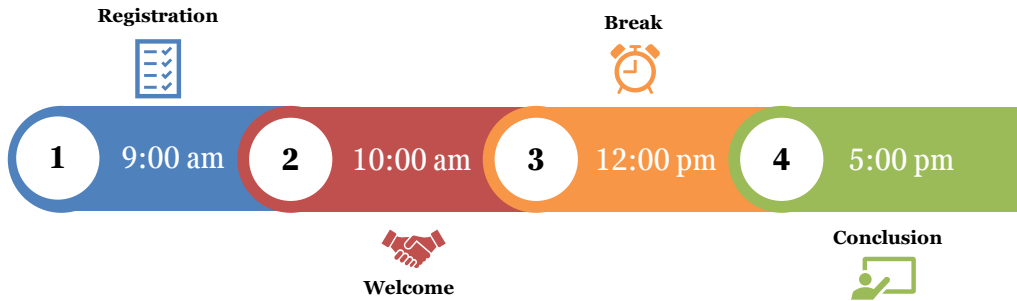 Registration
Break
1 9:00 am 2 10:00 am 3 12:00 pm 4 5:00 pm
Welcome
Conclusion